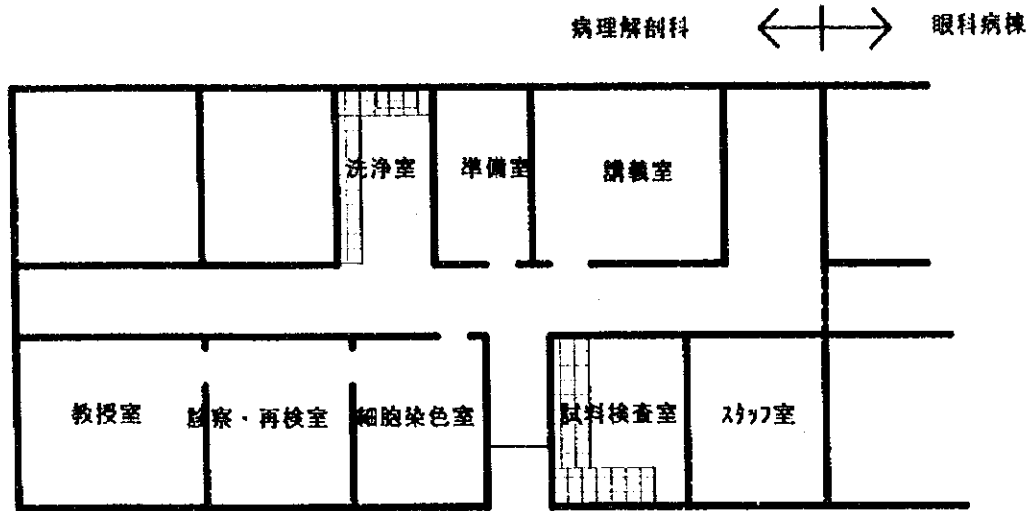 病理解剖科
眼科病棟
洗浄室
準備室
講義室
教授室
診察・再検室
細胞染色室
試料検査室
スタッフ室